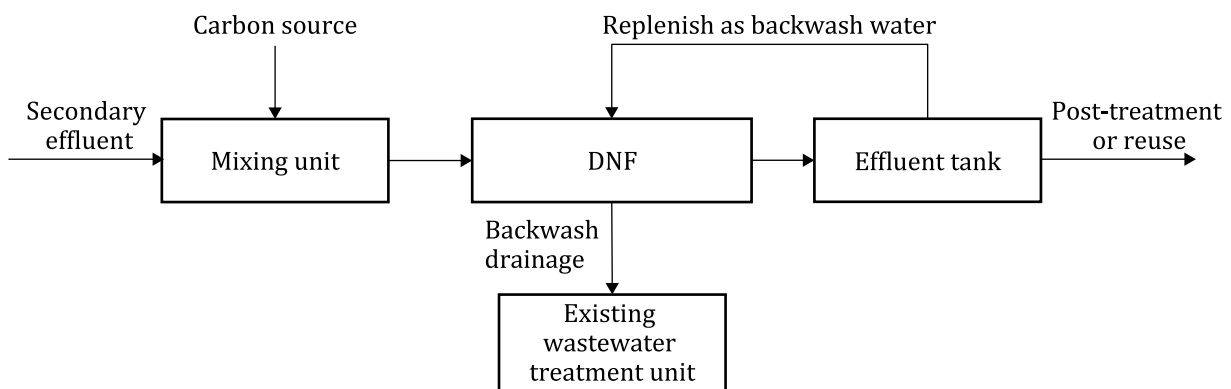 Carbon source
Replenish as backwash water
Secondary
effluent
Mixing unit
DNF
Effluent tank
Post-treatment
or reuse
Backwash
drainage
Existing
wastewater
treatment unit